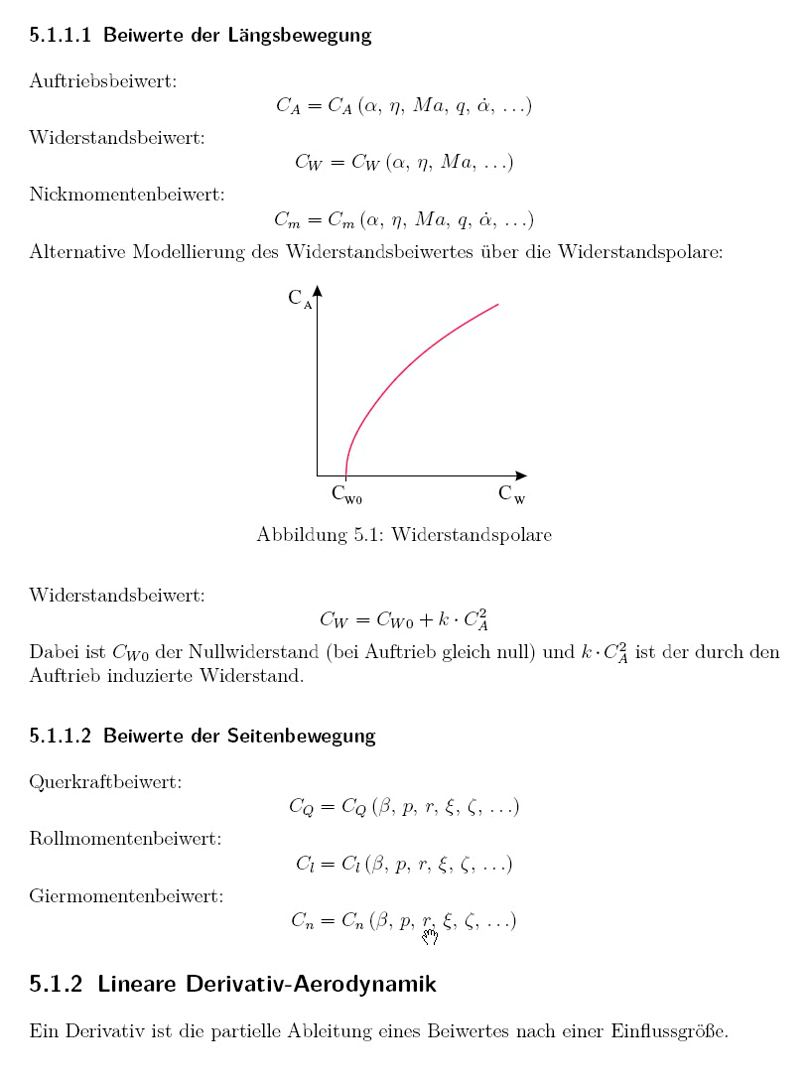 5.1.1.1 Beiwerte der Längsbewegung
Auftriebsbeiwert:
C_A = C_A (α, η, Ma, q, α̇, …)
Widerstandsbeiwert:
C_W = C_W (α, η, Ma, …)
Nickmomentenbeiwert:
C_m = C_m (α, η, Ma, q, α̇, …)
Alternative Modellierung des Widerstandsbeiwertes über die Widerstandspolare:
C_A
C_W0 C_W
Abbildung 5.1: Widerstandspolare
Widerstandsbeiwert:
C_W = C_W0 + k · C_A^2
Dabei ist C_W0 der Nullwiderstand (bei Auftrieb gleich null) und k · C_A^2 ist der durch den
Auftrieb induzierte Widerstand.
5.1.1.2 Beiwerte der Seitenbewegung
Querkraftbeiwert:
C_Q = C_Q (β, p, r, ξ, ζ, …)
Rollmomentenbeiwert:
C_l = C_l (β, p, r, ξ, ζ, …)
Giermomentenbeiwert:
C_n = C_n (β, p, r, ξ, ζ, …)
5.1.2 Lineare Derivativ-Aerodynamik
Ein Derivativ ist die partielle Ableitung eines Beiwertes nach einer Einflussgröße.